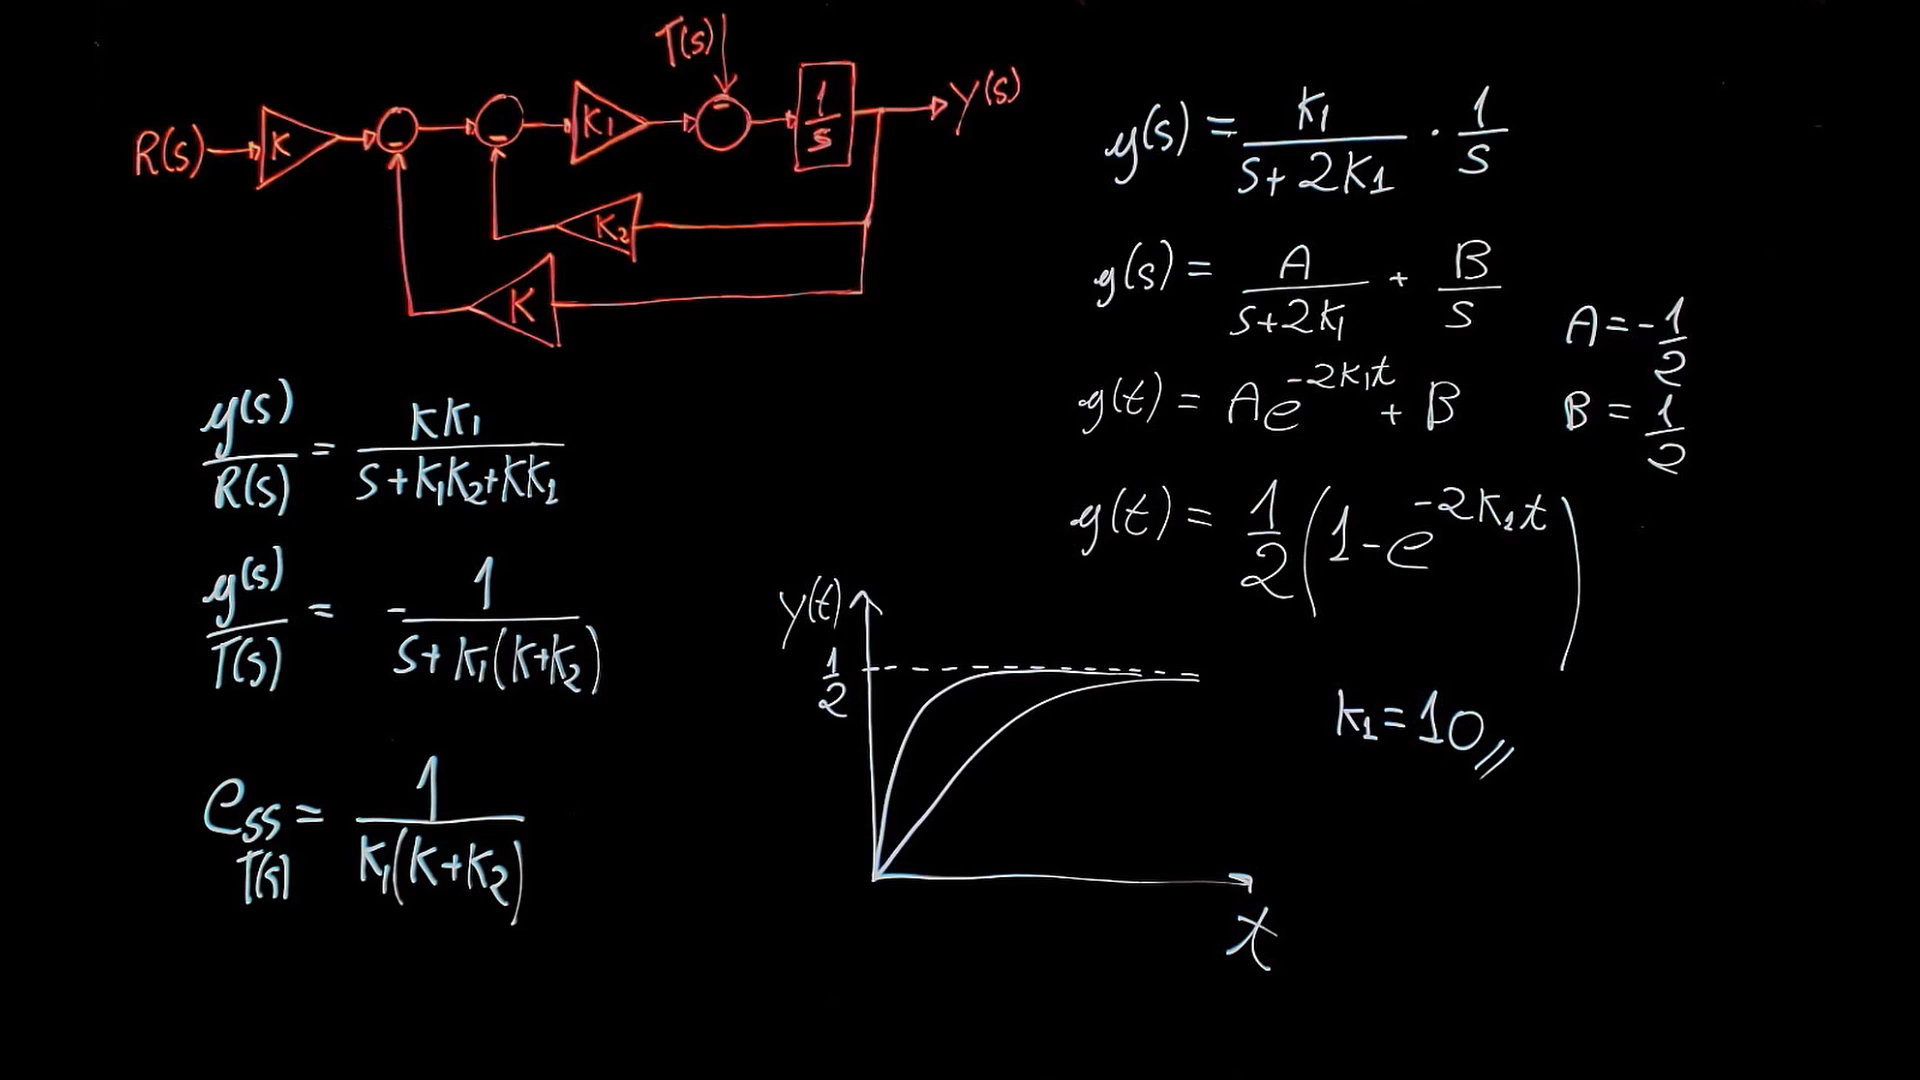 T(s)
R(s) K - - K1 - 1/s Y(s)
K2
K
y(s)/R(s) = KK1/(s+K1K2+KK1)
y(s)/T(s) = -1/(s+K1(K+K2))
ess T(s) = 1/(K1(K+K2))
y(s) = K1/(s+2K1) · 1/s
y(s) = A/(s+2K1) + B/s
A = -1/2
y(t) = Ae^{-2K1t} + B
B = 1/2
y(t) = 1/2(1-e^{-2K1t})
y(t)
1/2
t
K1=10//